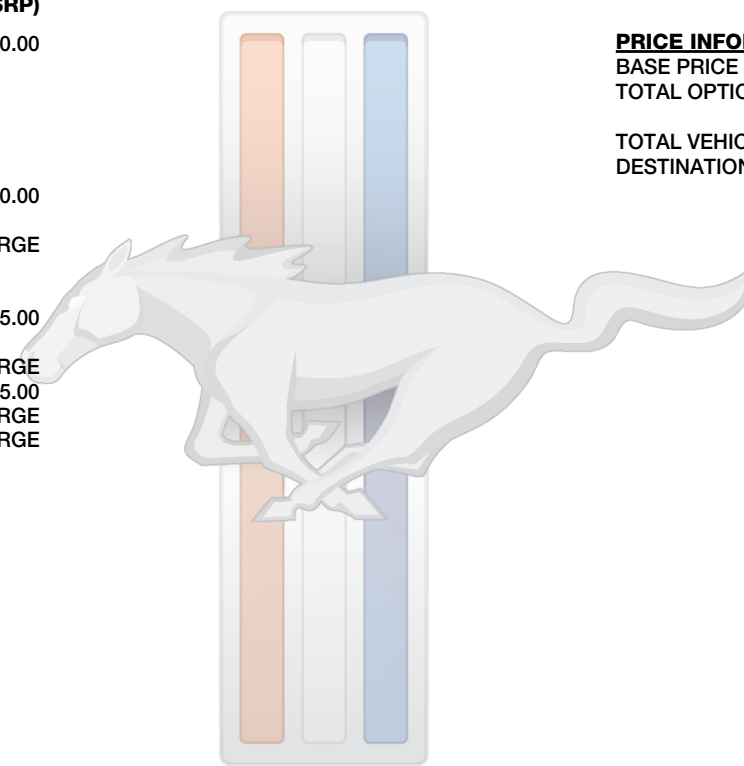 SRP)
0.00
0.00
RGE
5.00
RGE
5.00
RGE
RGE
PRICE INFO
BASE PRICE
TOTAL OPTIO
TOTAL VEHIC
DESTINATION